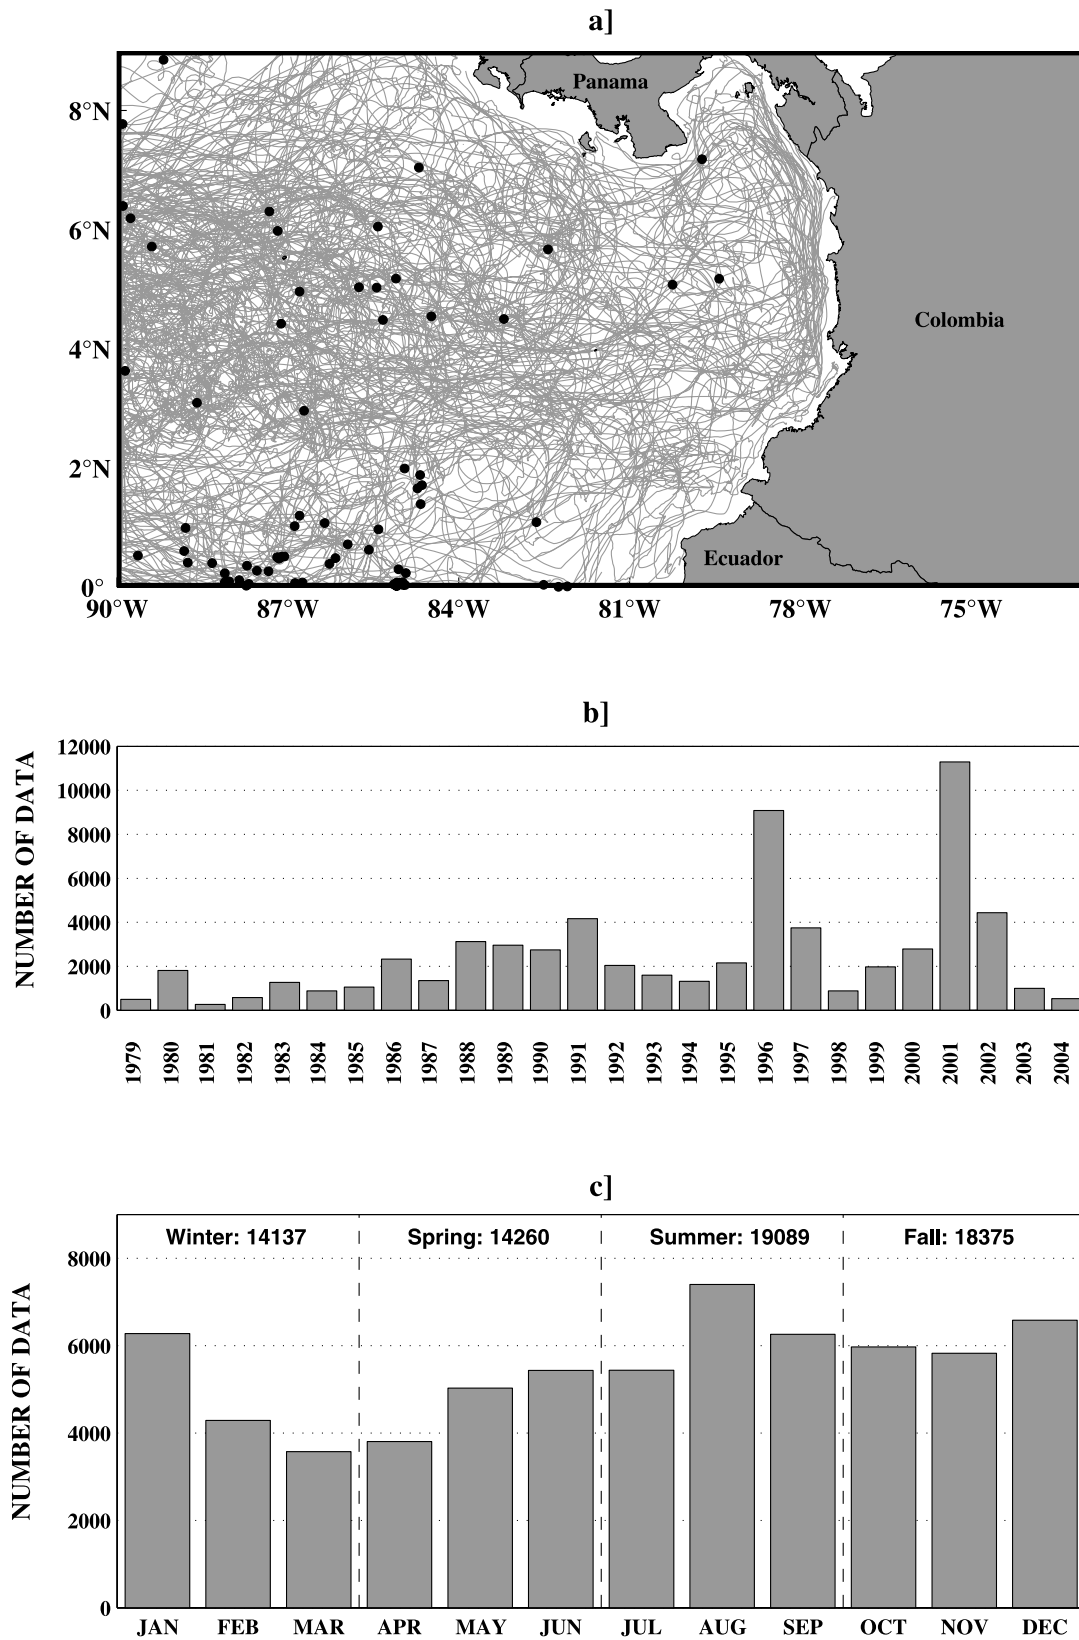 a]
8°N
6°N
4°N
2°N
0°
90°W 87°W 84°W 81°W 78°W 75°W
Panama
Colombia
Ecuador
b]
NUMBER OF DATA
12000
10000
8000
6000
4000
2000
0
1979 1980 1981 1982 1983 1984 1985 1986 1987 1988 1989 1990 1991 1992 1993 1994 1995 1996 1997 1998 1999 2000 2001 2002 2003 2004
c]
NUMBER OF DATA
Winter: 14137 Spring: 14260 Summer: 19089 Fall: 18375
8000
6000
4000
2000
0
JAN FEB MAR APR MAY JUN JUL AUG SEP OCT NOV DEC